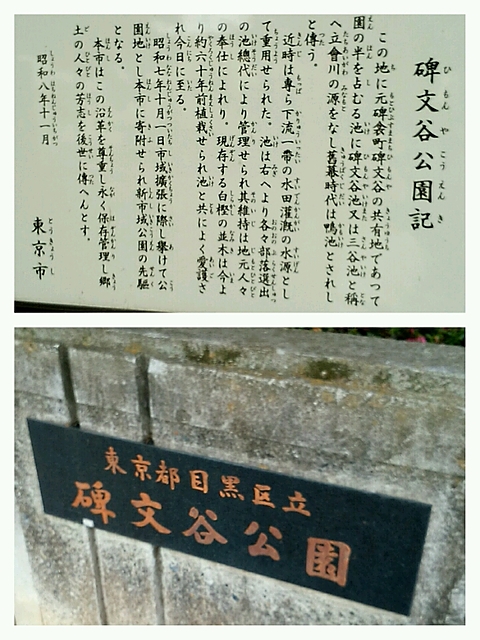 碑文谷公園記
この地に元碑衾町碑文谷の共有地であつて
園の半を占むる池に碑文谷池又は三谷池と稱
へ立會川の源をなし舊幕時代は鴨池とされし
と傳う。
近時は専ら下流一帯の水田灌漑の水源とし
て重用せられた。池は古へより各々部落選出
の池總代により管理せられ其維持は地元人々
の奉仕によれり。現存する白樫の並木は今よ
り約六十年前植栽せられ池と共によく愛護さ
れ今日に至る。
昭和七年十月一日市域擴張に際し擧げて公
園地とし本市に寄附せられ新市域公園の先駆
となる。
本市はこの沿革を尊重し永く保存管理し郷
土の人々の芳志を後世に傳へんとす。
昭和八年十一月
東京市
東京都目黒区立
碑文谷公園